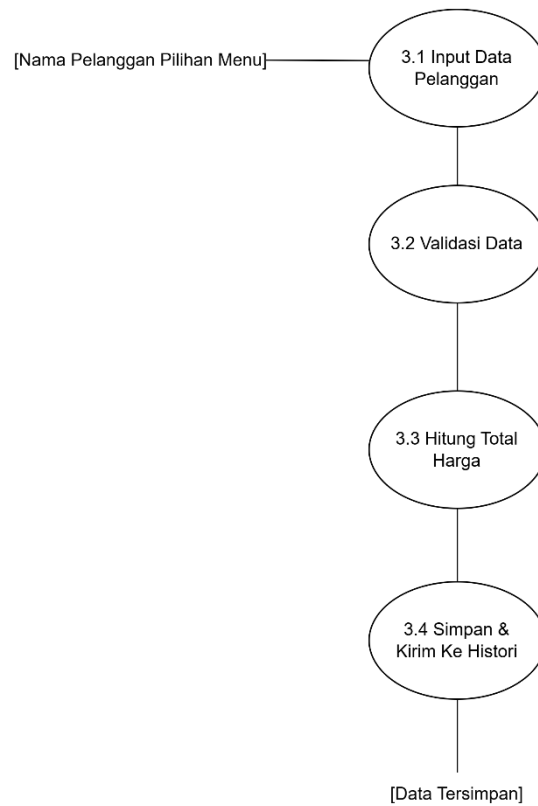 [Nama Pelanggan Pilihan Menu]
3.1 Input Data
Pelanggan
3.2 Validasi Data
3.3 Hitung Total
Harga
3.4 Simpan &
Kirim Ke Histori
[Data Tersimpan]